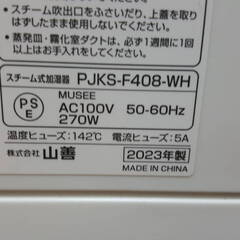 スチーム吹出口をふさいだり、上蓋を取り
はずしたまま使用しないでください。
蒸発皿・霧化室ダクトは、必ず1週間に1回
以上はお手入れしてください。
スチーム式加湿器 PJKS-F408-WH
PSE
MUSEE
AC100V 50-60Hz
270W
温度ヒューズ：142℃ 電流ヒューズ：5A
株式会社 山善
2023年製
MADE IN CHINA